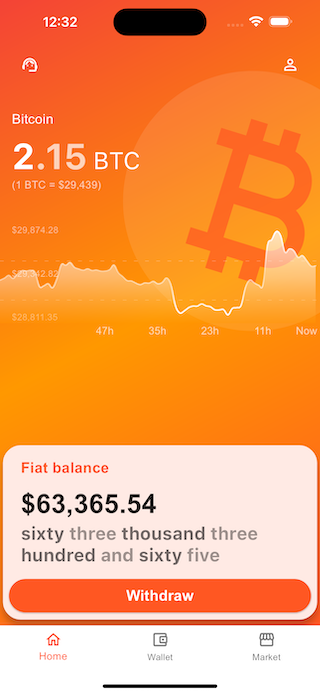 12:32
Bitcoin
2.15 BTC
(1 BTC = $29,439)
$29,874.28
$29,342.82
$28,811.35
47h 35h 23h 11h Now
Fiat balance
$63,365.54
sixty three thousand three
hundred and sixty five
Withdraw
Home Wallet Market